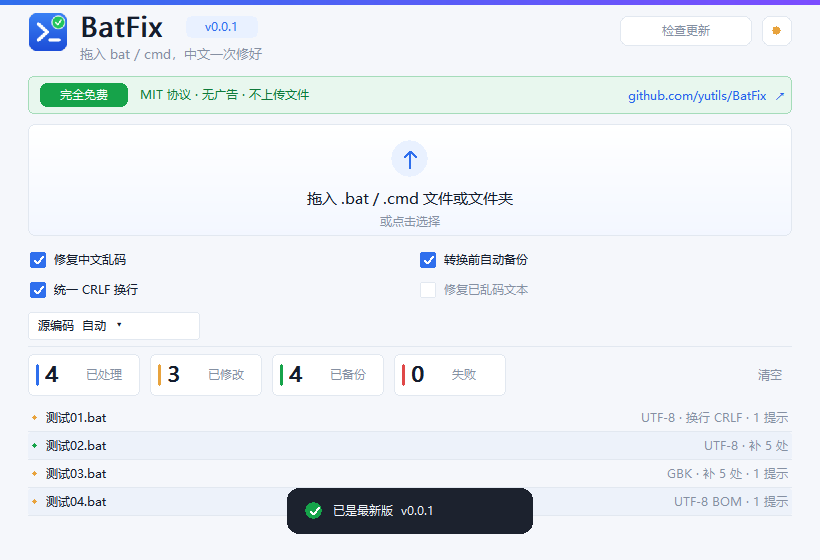 BatFix v0.0.1
检查更新
拖入 bat / cmd，中文一次修好
完全免费 MIT 协议 · 无广告 · 不上传文件 github.com/yutils/BatFix ↗
拖入 .bat / .cmd 文件或文件夹
或点击选择
修复中文乱码 转换前自动备份
统一 CRLF 换行 修复已乱码文本
源编码 自动
4 已处理 3 已修改 4 已备份 0 失败 清空
测试01.bat UTF-8 · 换行 CRLF · 1 提示
测试02.bat UTF-8 · 补 5 处
测试03.bat GBK · 补 5 处 · 1 提示
测试04.bat UTF-8 BOM · 1 提示
已是最新版 v0.0.1